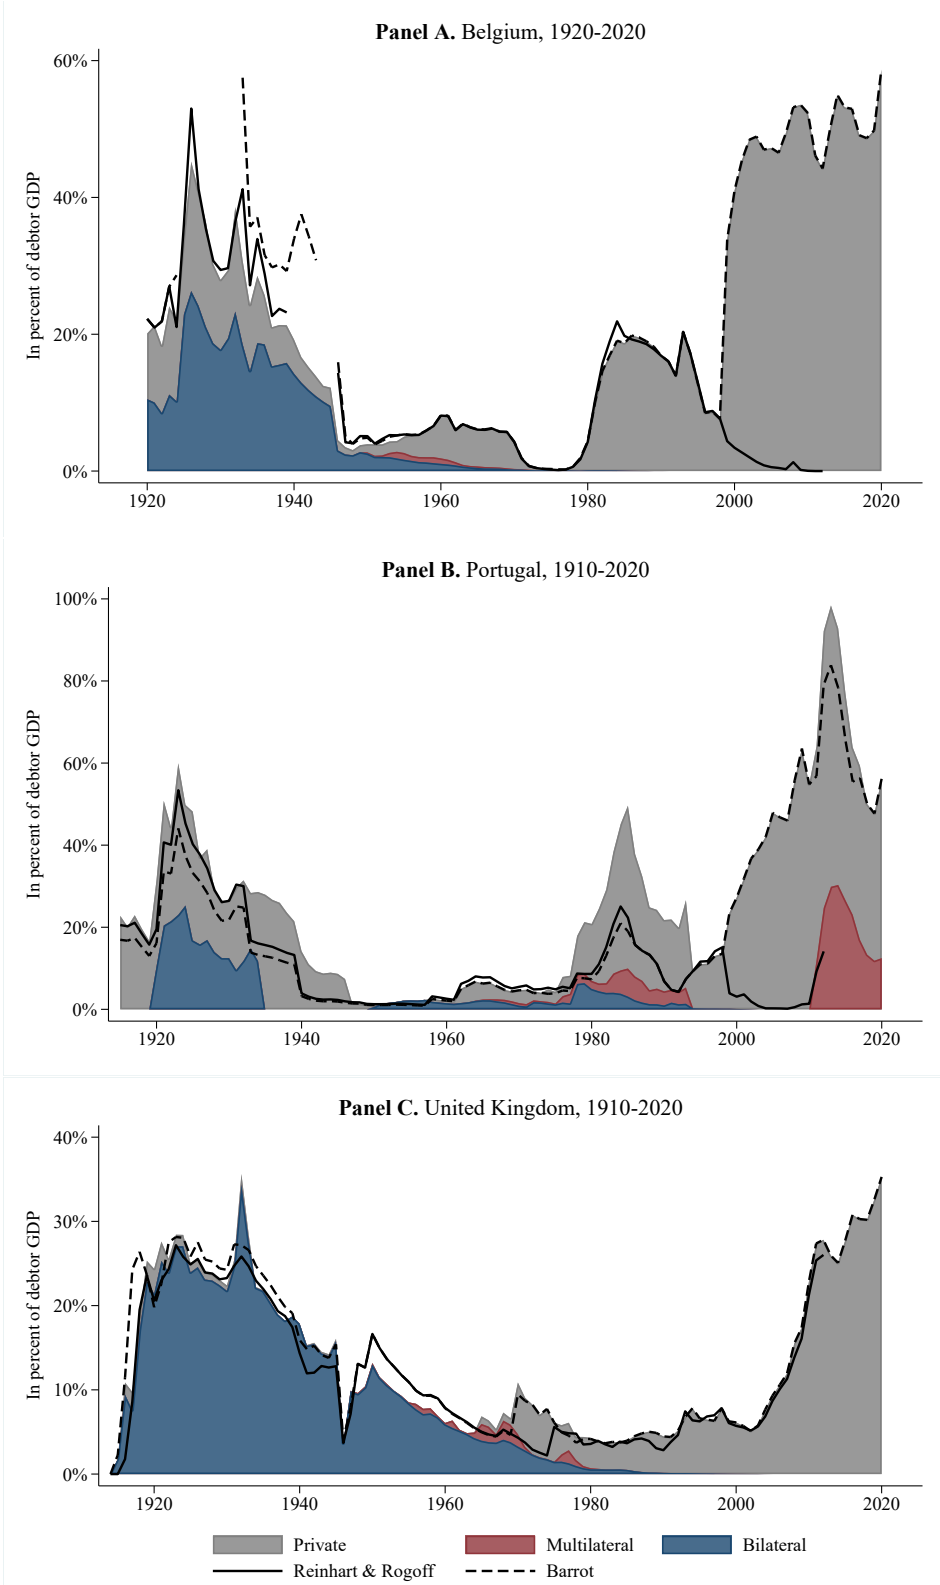 Panel A. Belgium, 1920-2020
In percent of debtor GDP
60%
40%
20%
0%
1920 1940 1960 1980 2000 2020
Panel B. Portugal, 1910-2020
In percent of debtor GDP
100%
80%
60%
40%
20%
0%
1920 1940 1960 1980 2000 2020
Panel C. United Kingdom, 1910-2020
In percent of debtor GDP
40%
30%
20%
10%
0%
1920 1940 1960 1980 2000 2020
Private Multilateral Bilateral
Reinhart & Rogoff Barrot